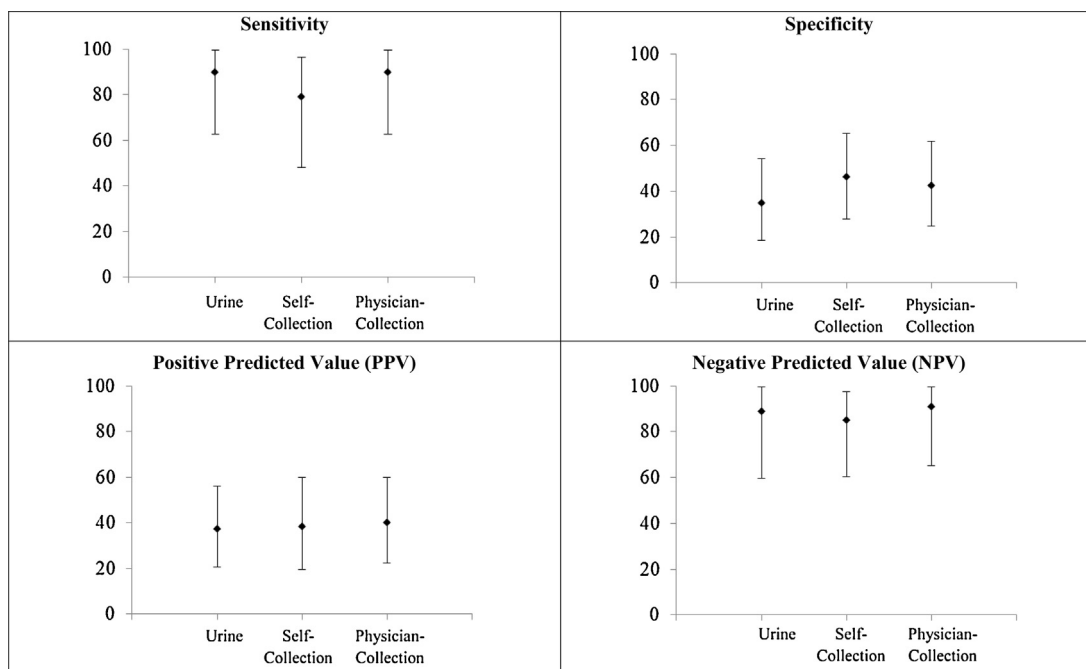 Sensitivity
100
80
60
40
20
0
Urine
Self-
Collection
Physician-
Collection
Specificity
100
80
60
40
20
0
Urine
Self-
Collection
Physician-
Collection
Positive Predicted Value (PPV)
100
80
60
40
20
0
Urine
Self-
Collection
Physician-
Collection
Negative Predicted Value (NPV)
100
80
60
40
20
0
Urine
Self-
Collection
Physician-
Collection